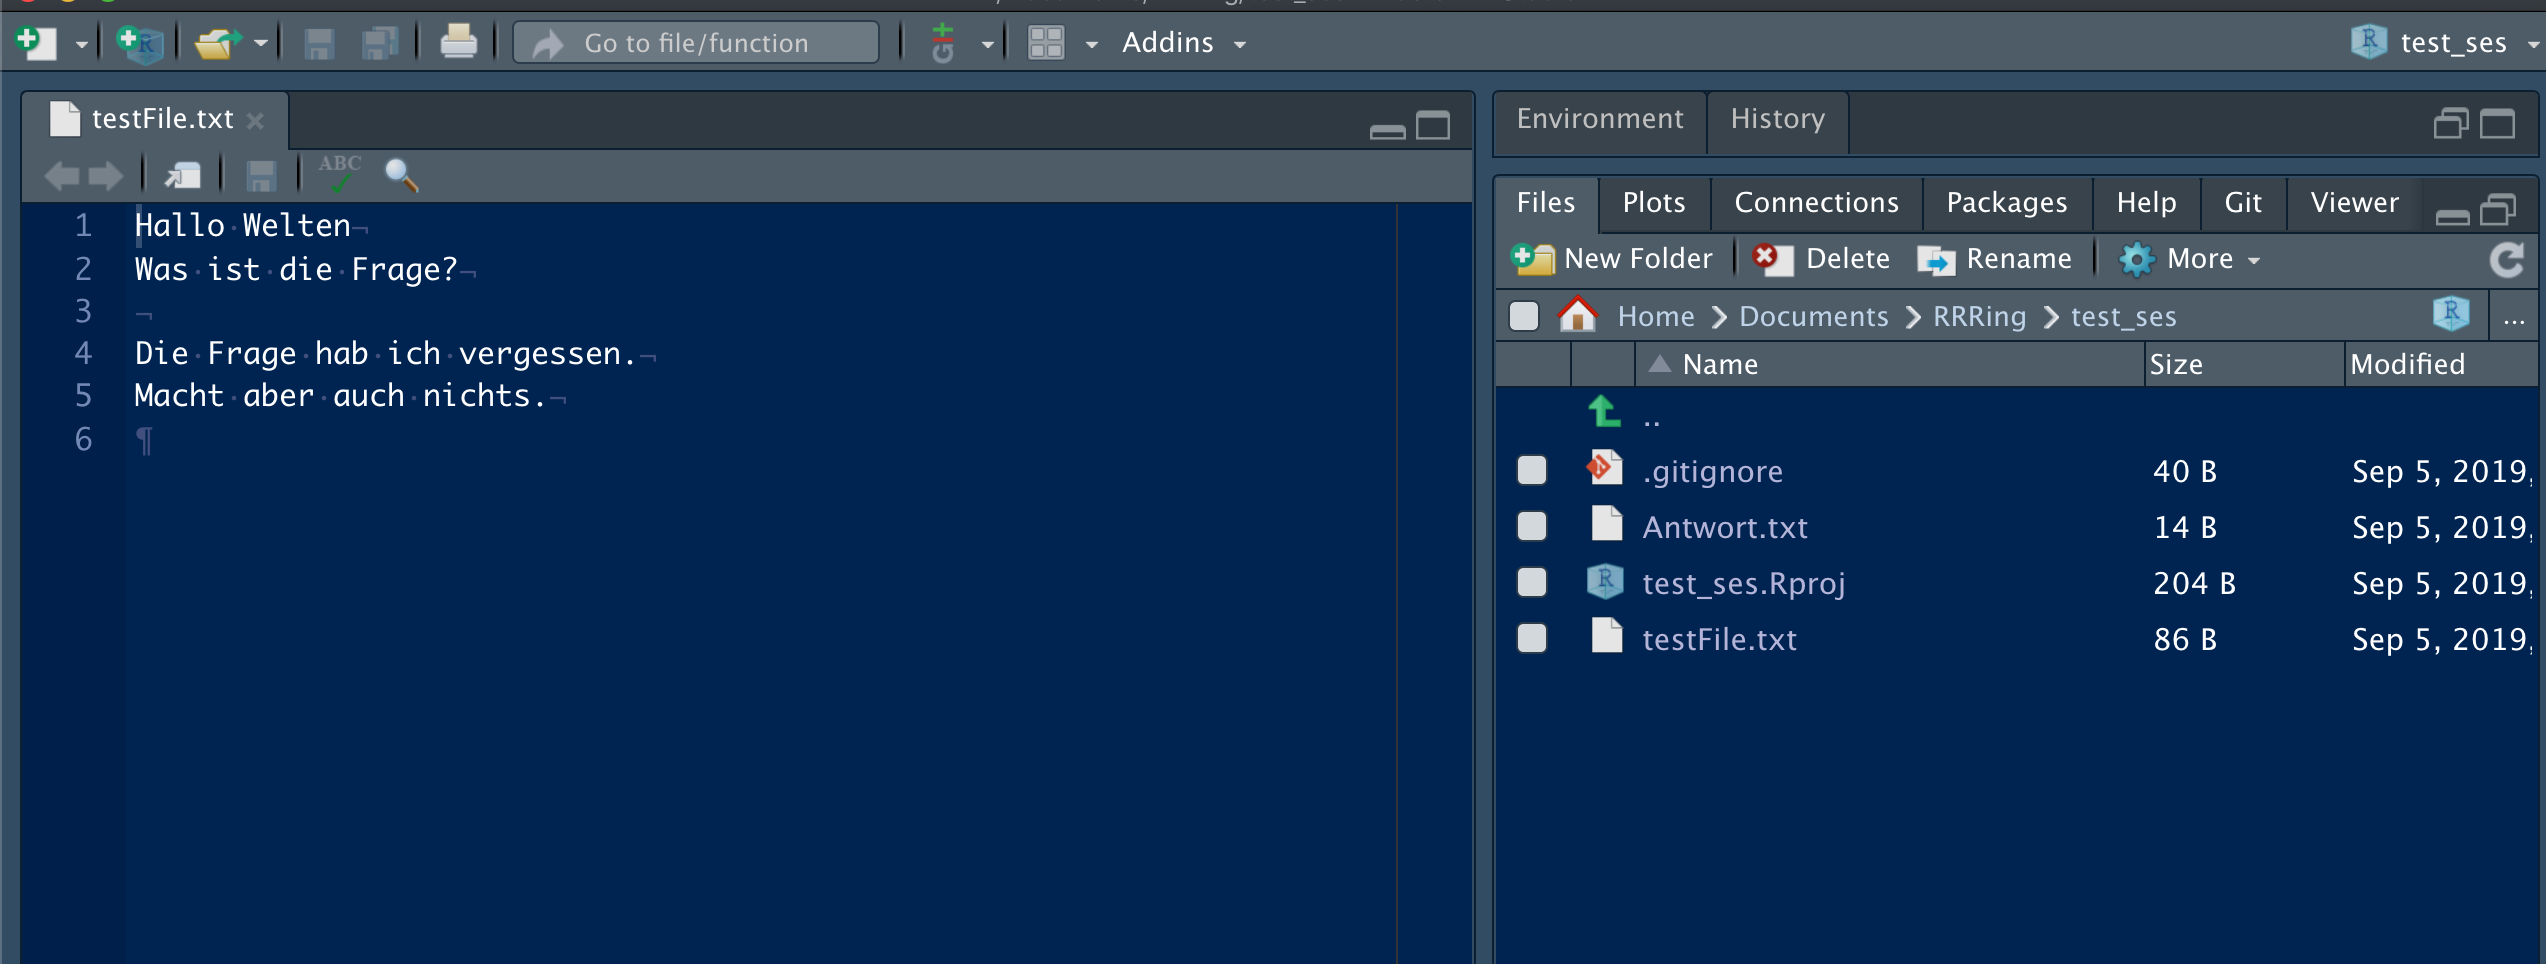 Go to file/function
Git
Addins
test_ses
testFile.txt
ABC
1 Hallo Welten
2 Was ist die Frage?
3
4 Die Frage hab ich vergessen.
5 Macht aber auch nichts.
6
Environment History
Files Plots Connections Packages Help Git Viewer
New Folder Delete Rename More
Home Documents RRRing test_ses ...
Name Size Modified
..
.gitignore 40 B Sep 5, 2019,
Antwort.txt 14 B Sep 5, 2019,
test_ses.Rproj 204 B Sep 5, 2019,
testFile.txt 86 B Sep 5, 2019,